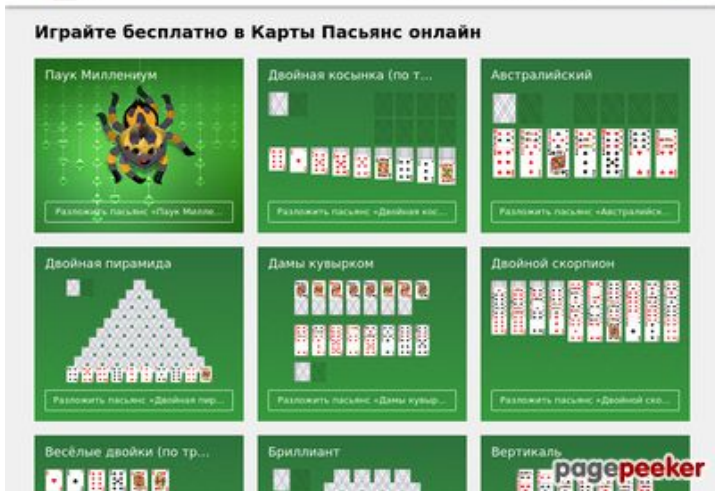 Играйте бесплатно в Карты Пасьянс онлайн
Паук Миллениум
Двойная косынка (по т...
Австралийский
Разложить пасьянс «Паук Милле...
Разложить пасьянс «Двойная кос...
Разложить пасьянс «Австралийск...
Двойная пирамида
Дамы кувырком
Двойной скорпион
Разложить пасьянс «Двойная пир...
Разложить пасьянс «Дамы кувыр...
Разложить пасьянс «Двойной ско...
Весёлые двойки (по тр...
Бриллиант
Вертикаль
pagepeeker